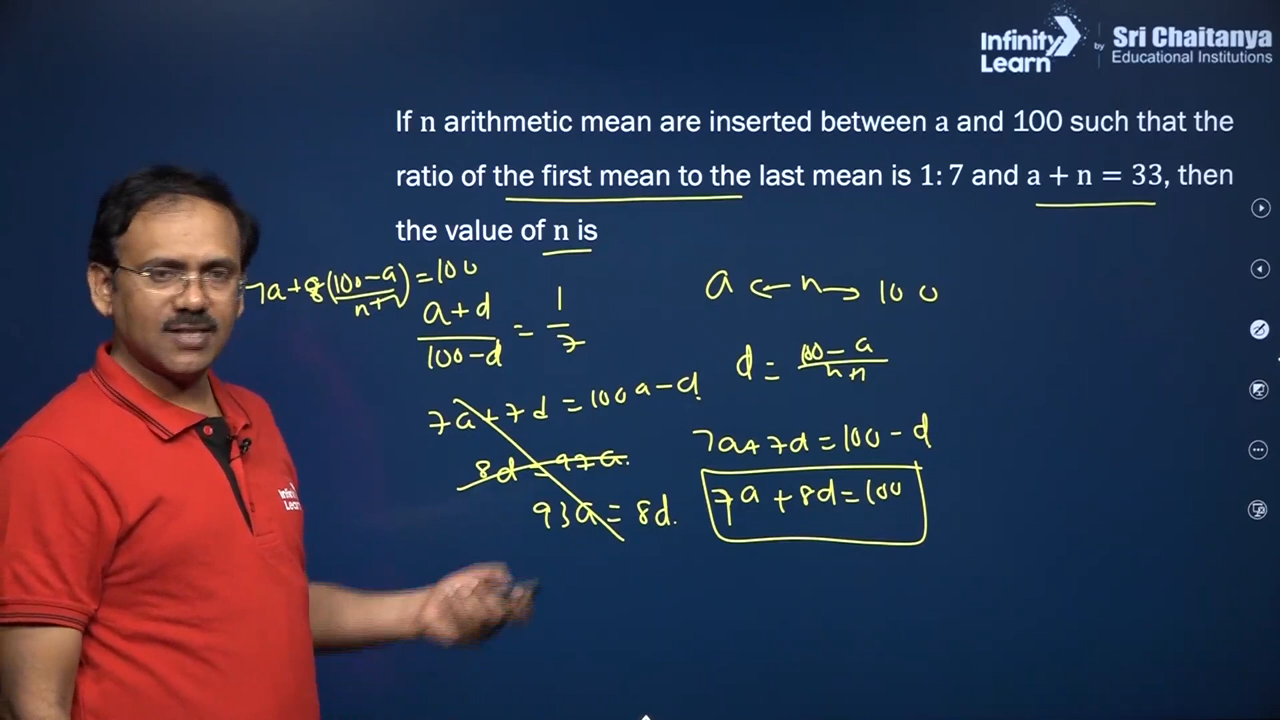 Infinity Learn by Sri Chaitanya Educational Institutions
If n arithmetic mean are inserted between a and 100 such that the
ratio of the first mean to the last mean is 1: 7 and a + n = 33, then
the value of n is
7a+8(100-a)/(n+1)=100
(a+d)/(100-d) = 1/7
7a+7d=100a-d
8d=97a.
93a=8d.
a ←n→ 100
d = (100-a)/(n+1)
7a+7d=100-d
7a+8d=100
Infinity Learn